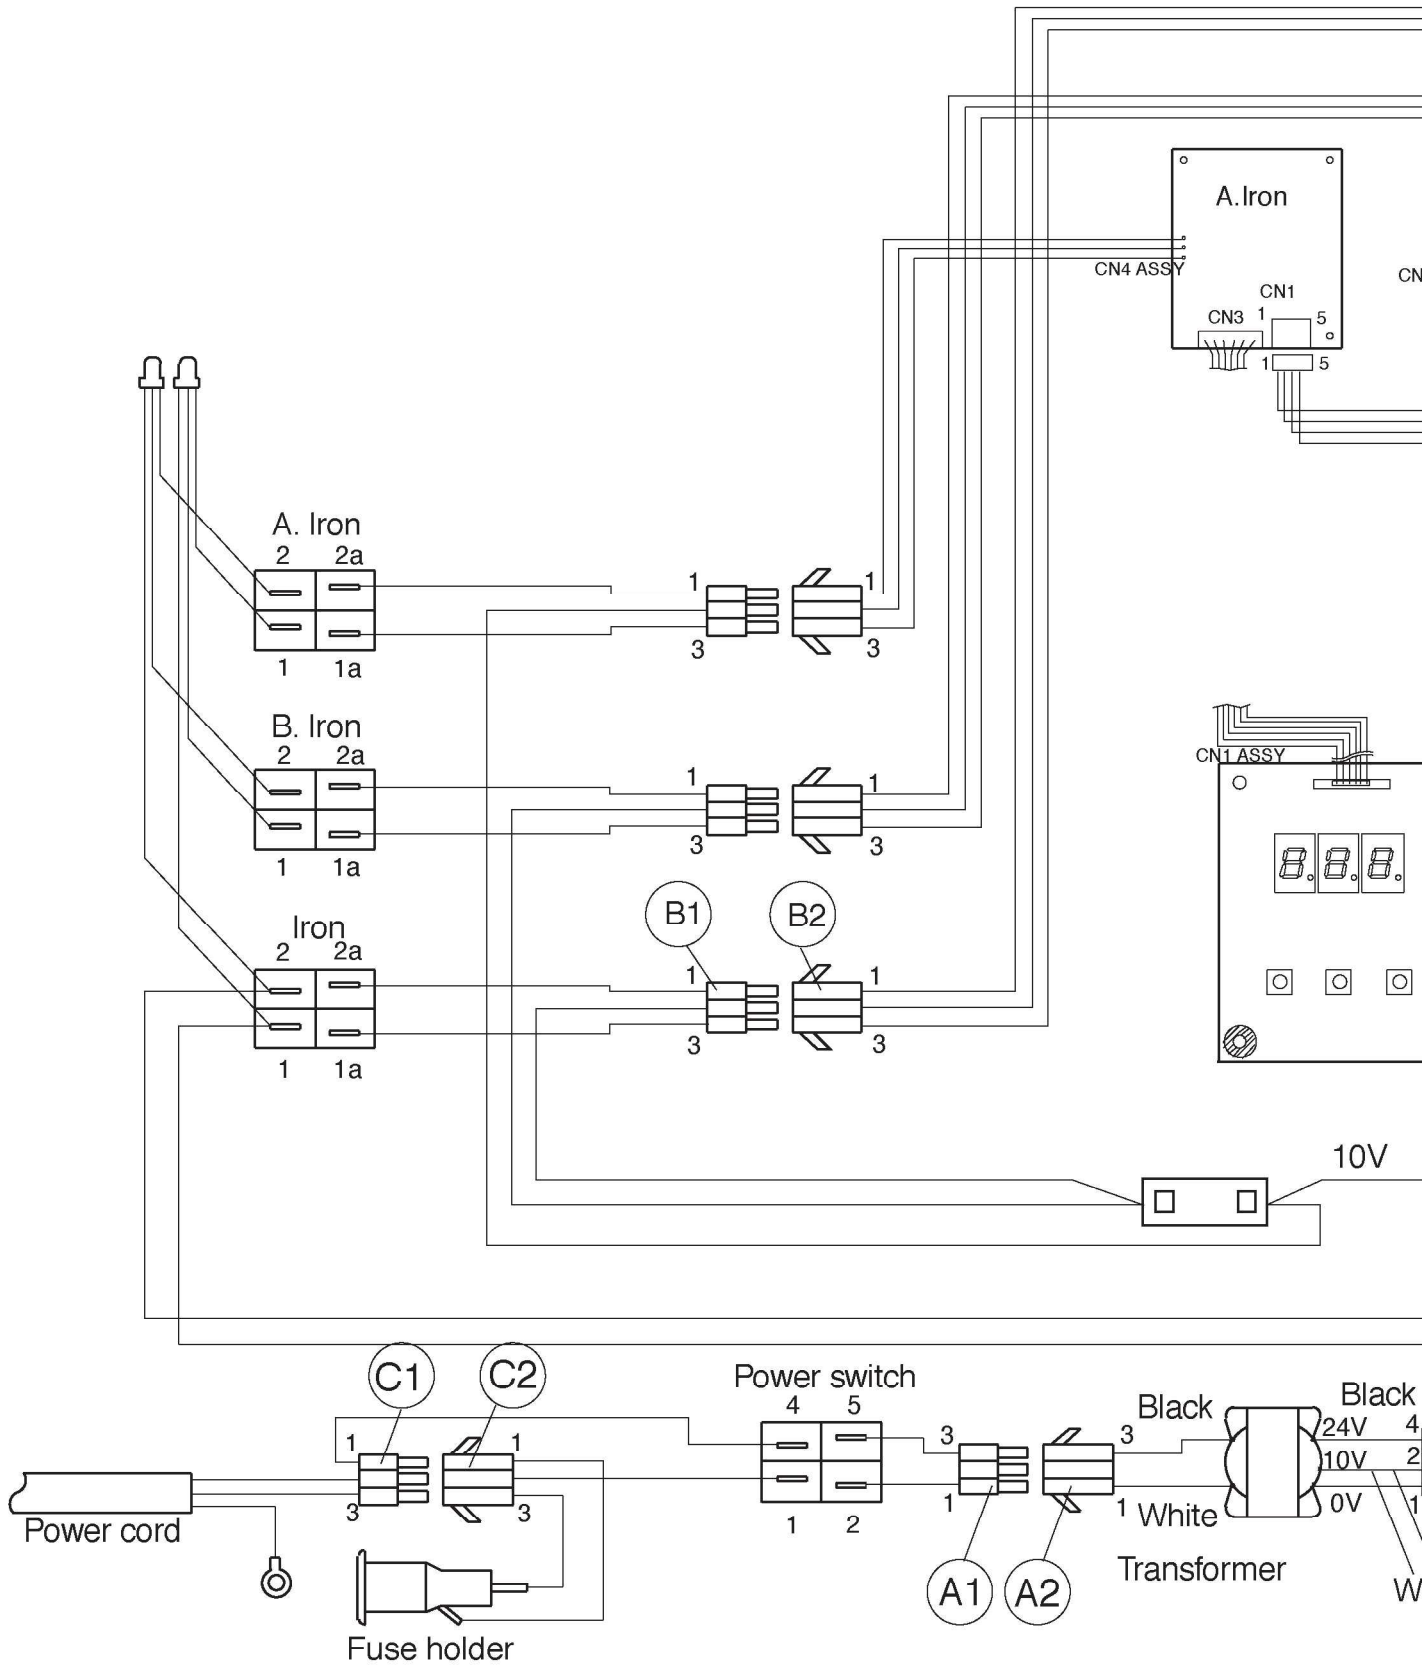 A.Iron
CN4 ASSY
CN
CN1
CN3 1 5
1 5
A. Iron
2 2a
1 3
1 3
1 1a
B. Iron
2 2a
1 3
1 3
1 1a
CN1 ASSY
8.8.8.
B1 B2
Iron
2 2a
1 3
1 3
1 1a
10V
C1 C2
Power switch
4 5
1 2
1 3
1 3
Power cord
Fuse holder
3 1
3 1
A1 A2
Black
White
Transformer
Black
24V 4
10V 2
0V 1
W